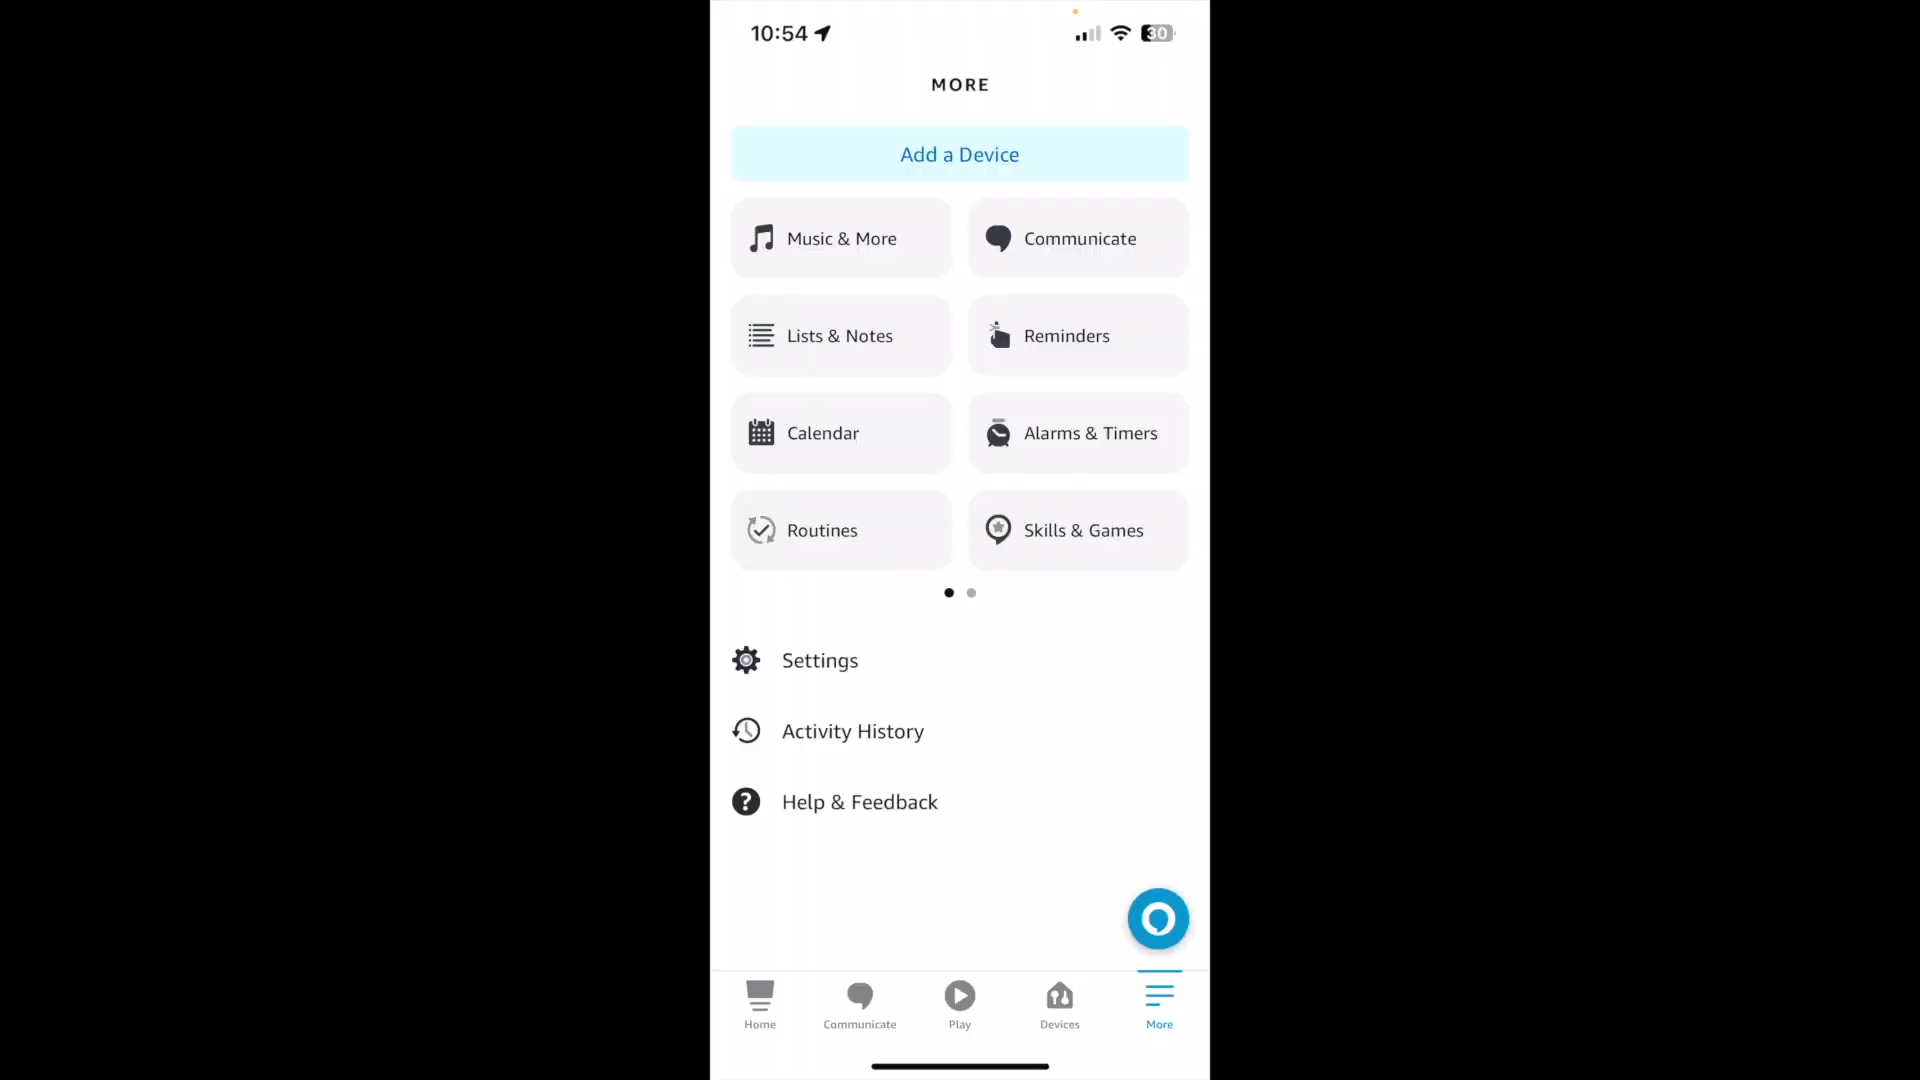 10:54
30
MORE
Add a Device
Music & More
Communicate
Lists & Notes
Reminders
Calendar
Alarms & Timers
Routines
Skills & Games
Settings
Activity History
Help & Feedback
Home
Communicate
Play
Devices
More